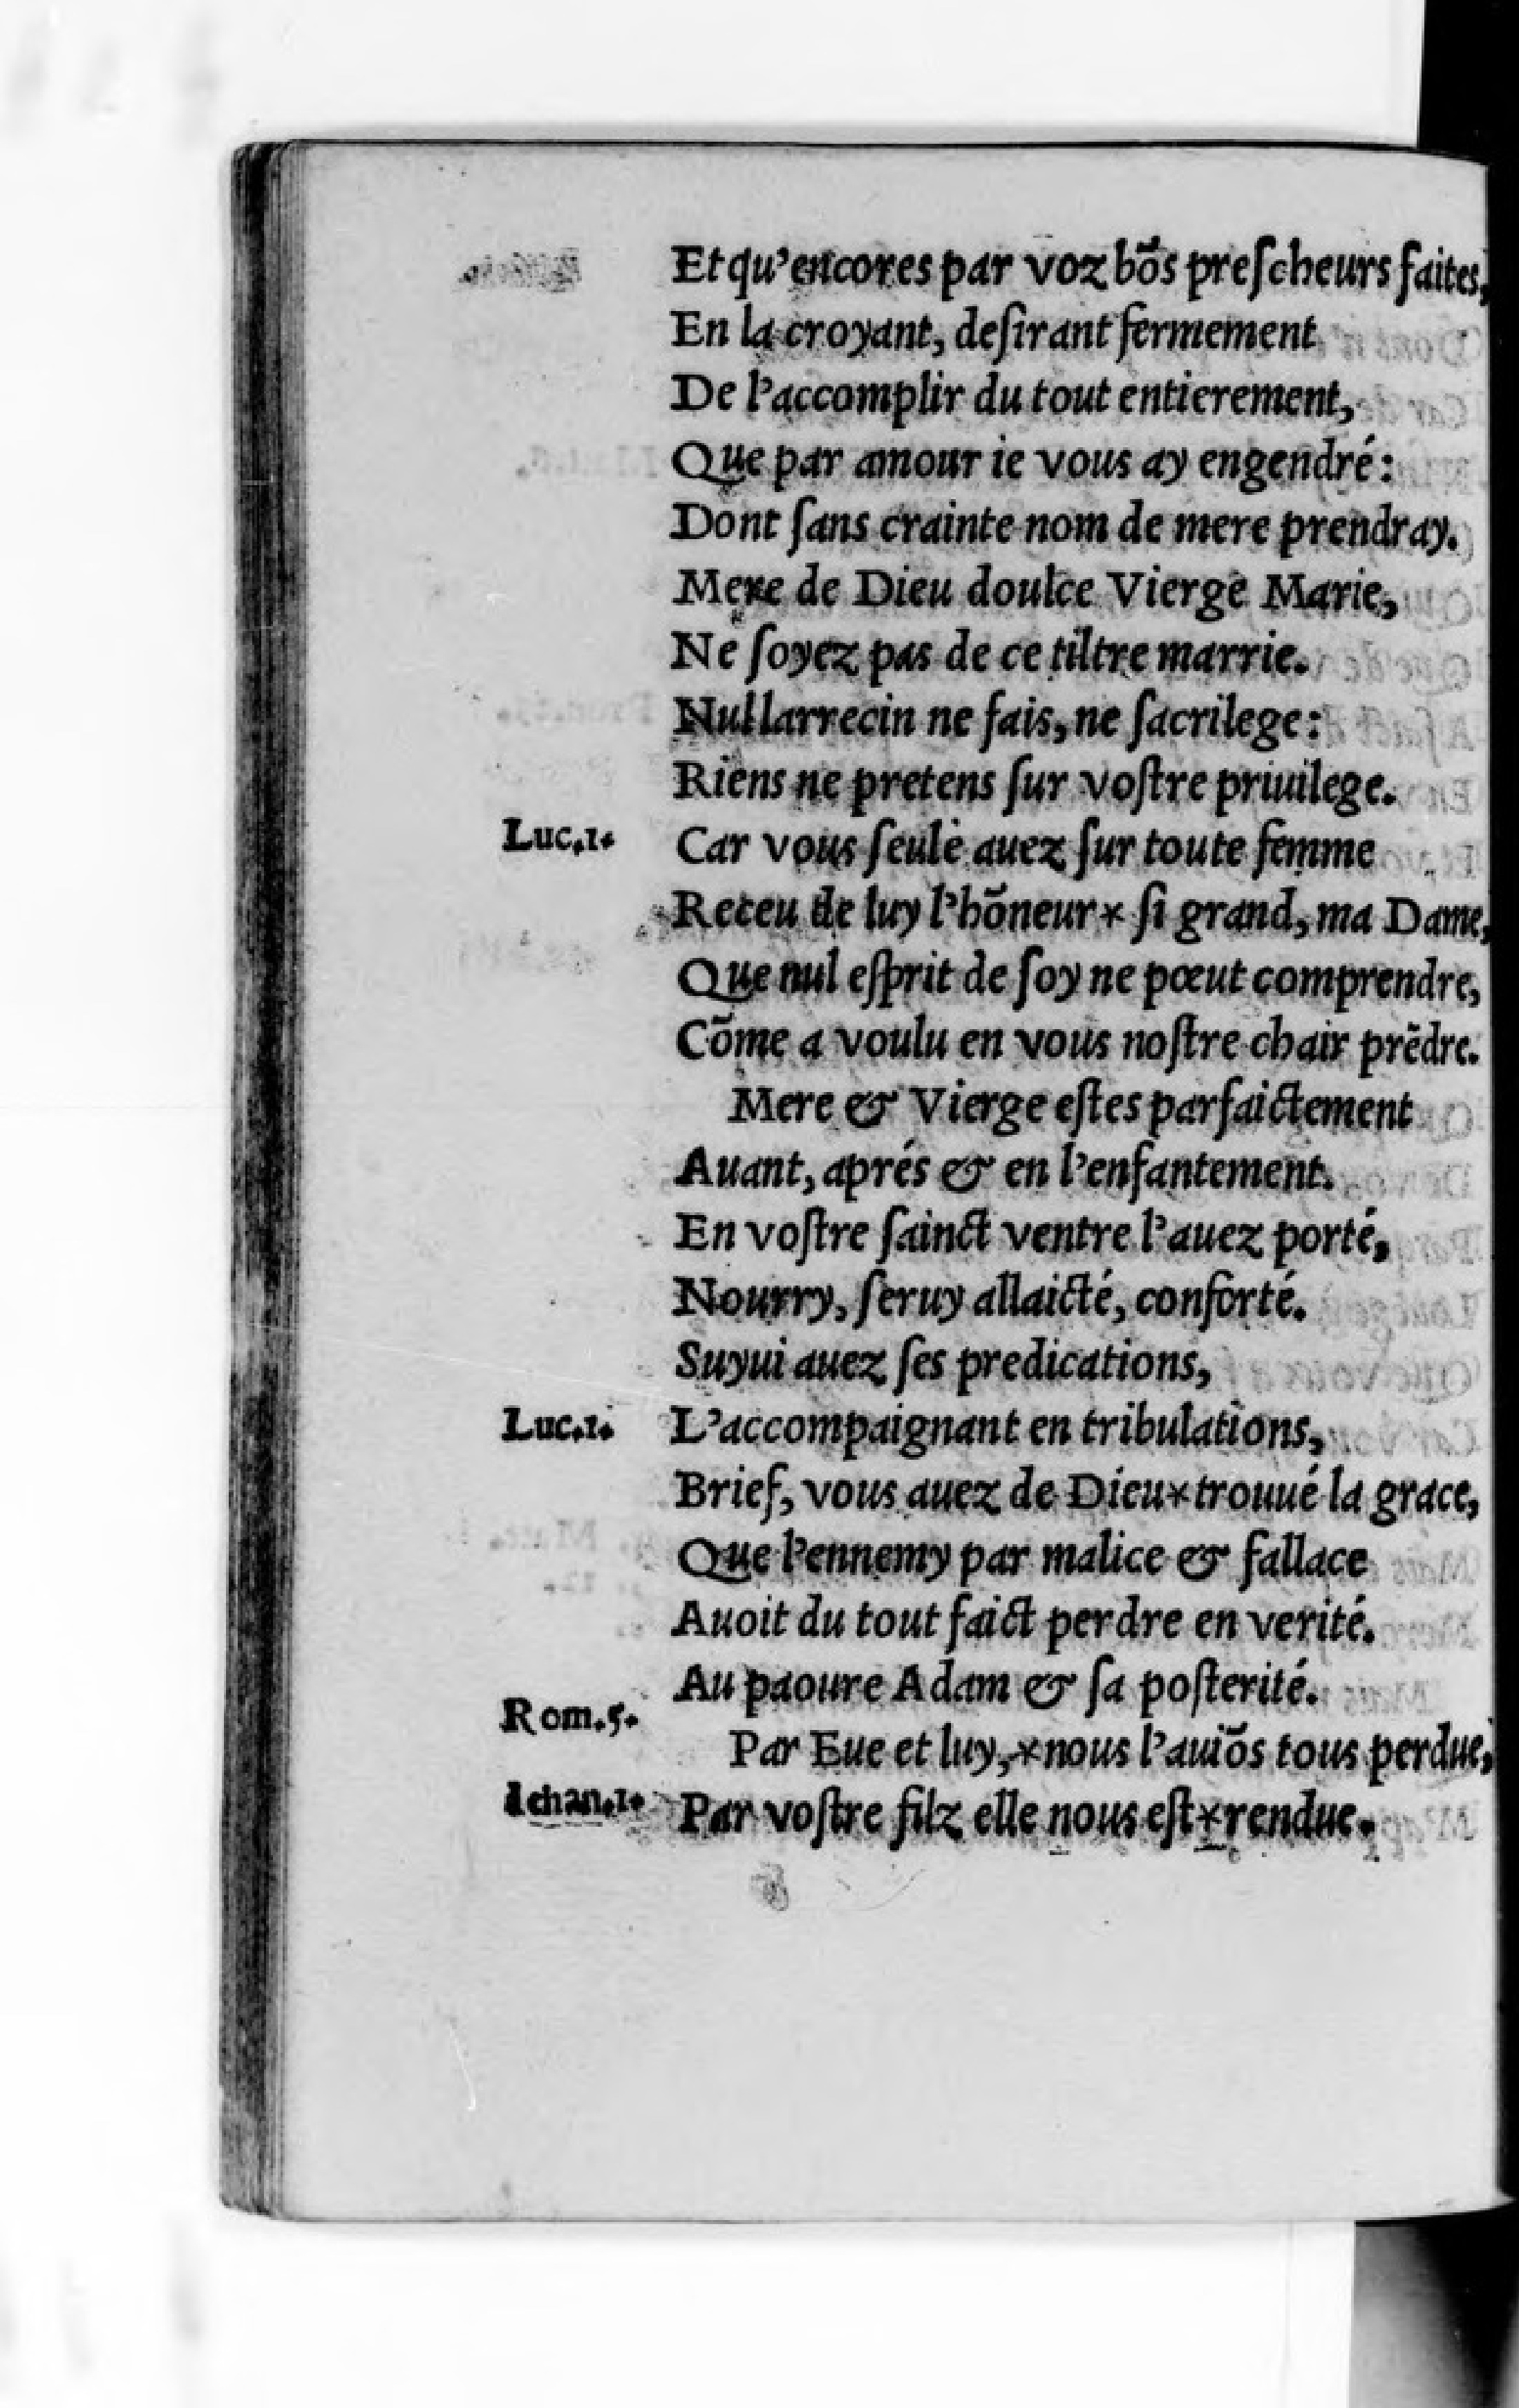 Et qu'encores par voz bõs preſcheurs faites,
En la croyant, deſirant fermement
De l'accomplir du tout entierement,
Que par amour ie vous ay engendré:
Dont ſans crainte nom de mere prendray.
Mere de Dieu doulce Vierge Marie,
Ne ſoyez pas de ce tiltre marrie.
Nul larrecin ne fais, ne ſacrilege:
Riens ne pretens ſur voſtre priuilege.
Luc.1. Car vous ſeule auez ſur toute femme
Receu de luy l'hõneur* ſi grand, ma Dame,
Que nul eſprit de ſoy ne pœut comprendre,
Cõme a voulu en vous noſtre chair prẽdre.
Mere & Vierge eſtes parfaictement
Auant, aprés & en l'enfantement.
En voſtre ſainct ventre l'auez porté,
Nourry, ſeruy allaicté, conforté.
Suyui auez ſes predications,
Luc.1. L'accompaignant en tribulations,
Brief, vous auez de Dieu*trouué la grace,
Que l'ennemy par malice & fallace
Auoit du tout faict perdre en verité.
Au paoure Adam & ſa poſterité.
Rom.5. Par Eue et luy,*nous l'auiõs tous perdue,
Iehan.1. Par voſtre filz elle nous eſt*rendue.